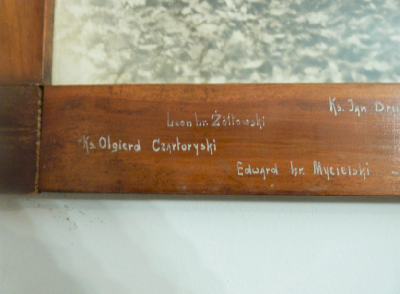 Ks. Jan
Leon hr. Żółtowski
Ks. Olgierd Czartoryski
Edward hr. Mycielski